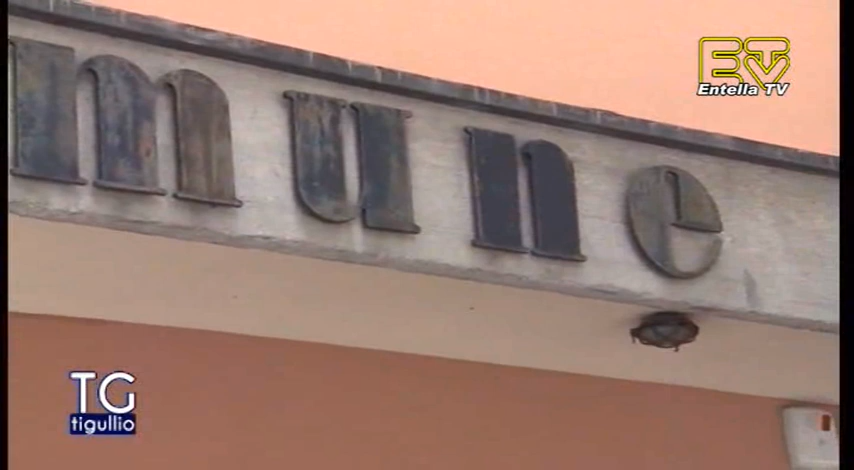 ETV
Entella TV
mune
TG
tigullio